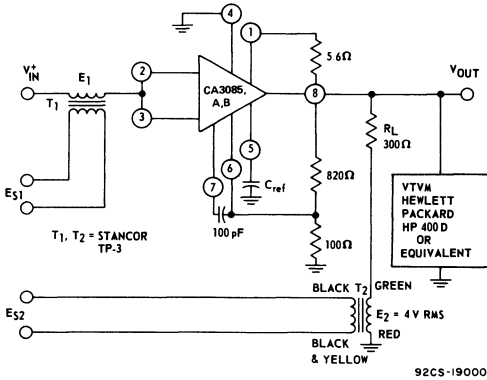 4
1
5.6Ω
V+IN
E1
2
CA3085,
A,B
8
VOUT
T1
3
RL
300Ω
5
6
7
Cref
820Ω
ES1
100 pF
100Ω
T1, T2 = STANCOR
TP-3
VTVM
HEWLETT
PACKARD
HP 400 D
OR
EQUIVALENT
BLACK T2 GREEN
ES2
E2 = 4 V RMS
RED
BLACK
& YELLOW
92CS-19000